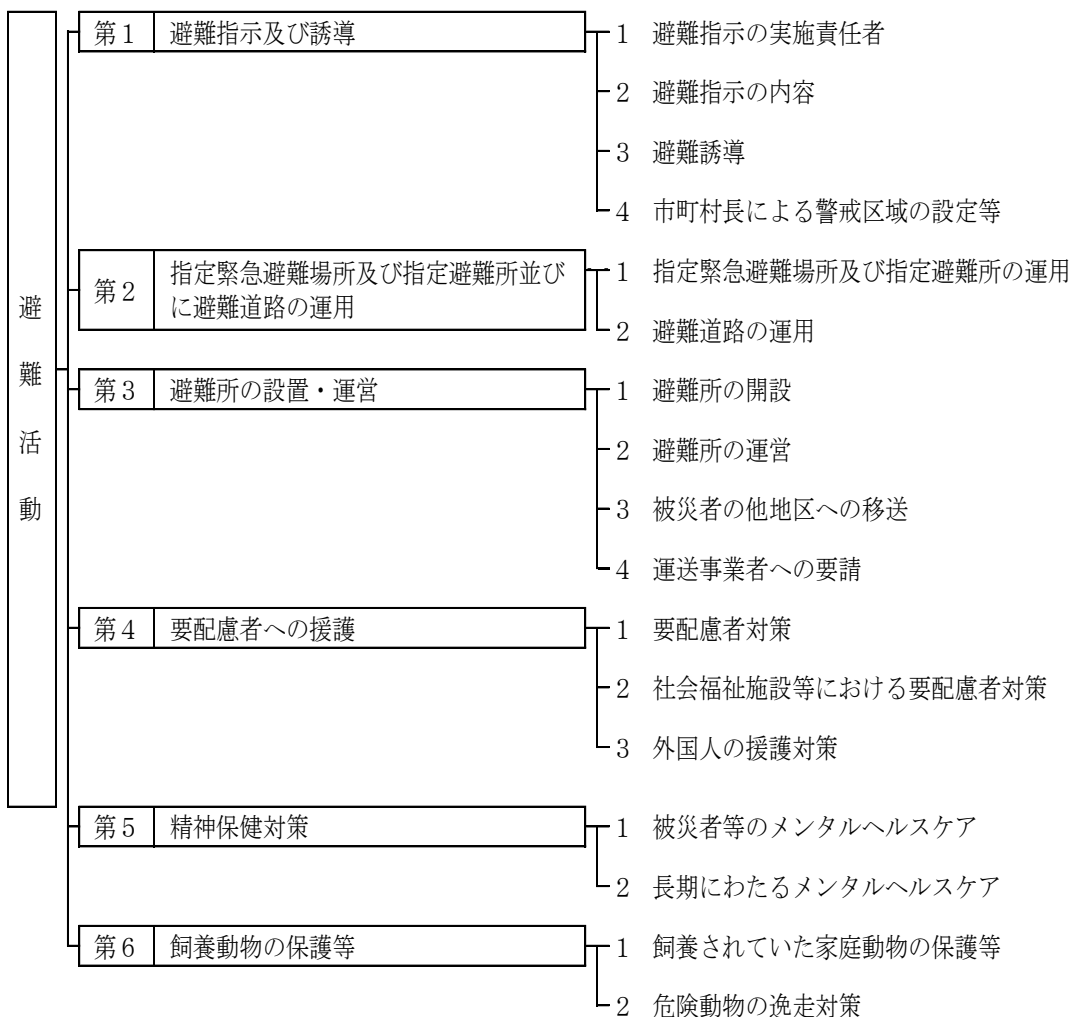 避難活動
第1 避難指示及び誘導
1 避難指示の実施責任者
2 避難指示の内容
3 避難誘導
4 市町村長による警戒区域の設定等
第2 指定緊急避難場所及び指定避難所並び
に避難道路の運用
1 指定緊急避難場所及び指定避難所の運用
2 避難道路の運用
第3 避難所の設置・運営
1 避難所の開設
2 避難所の運営
3 被災者の他地区への移送
4 運送事業者への要請
第4 要配慮者への援護
1 要配慮者対策
2 社会福祉施設等における要配慮者対策
3 外国人の援護対策
第5 精神保健対策
1 被災者等のメンタルヘルスケア
2 長期にわたるメンタルヘルスケア
第6 飼養動物の保護等
1 飼養されていた家庭動物の保護等
2 危険動物の逸走対策